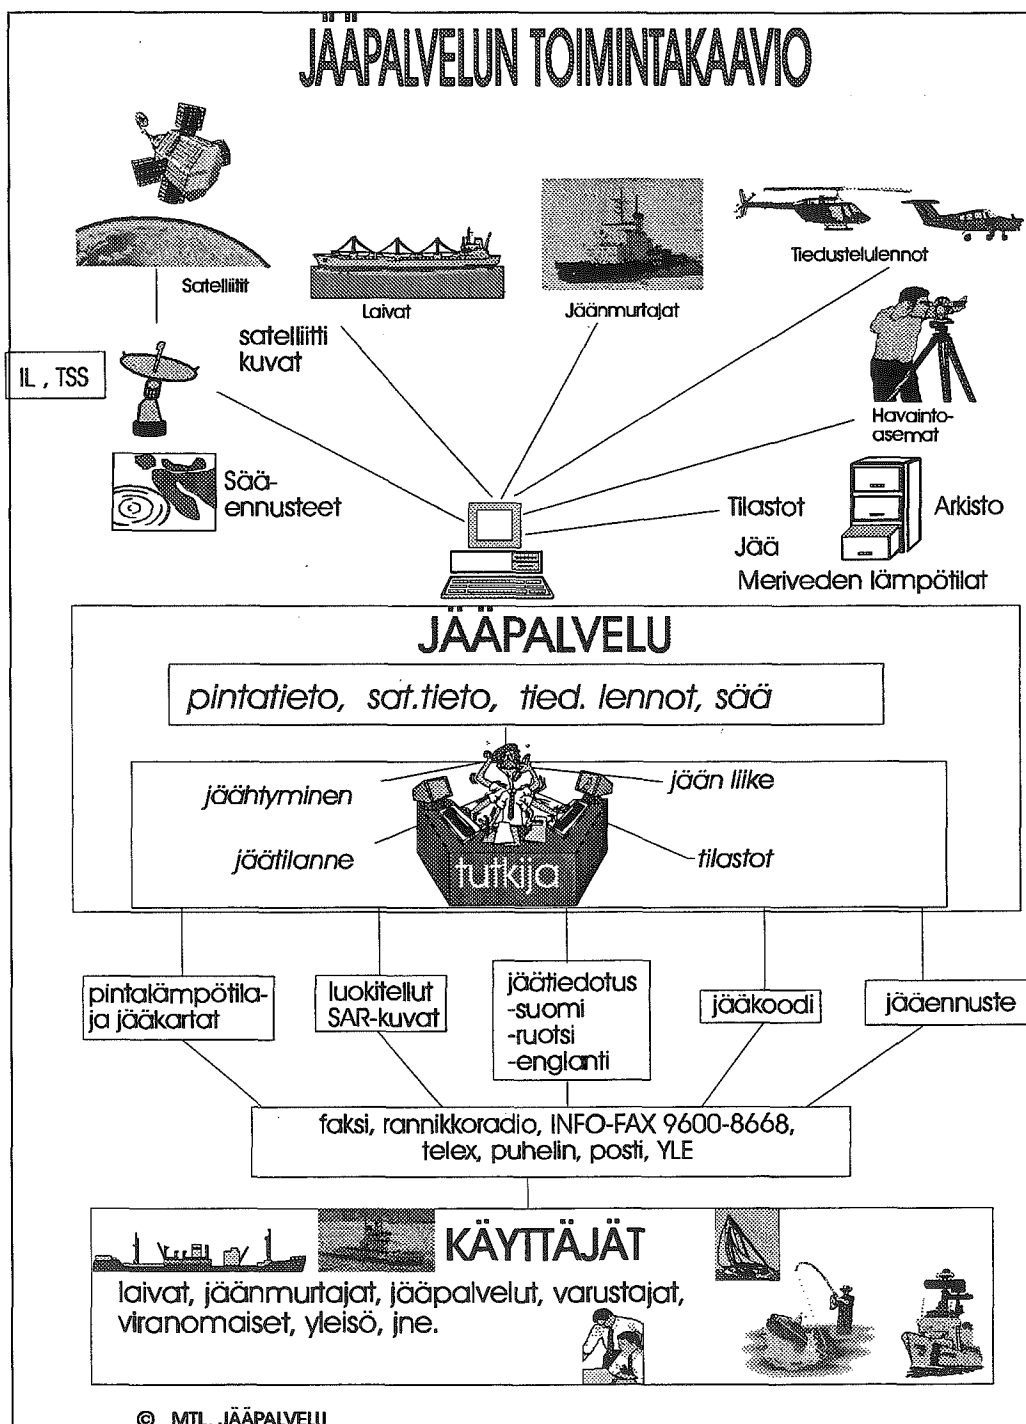 JÄÄPALVELUN TOIMINTAKAAVIO
Satelliitit
Laivat
Jäänmurtajat
Tiedustelulennot
IL , TSS
satelliitti
kuvat
Havainto-
asemat
Sää-
ennusteet
Tilastot
Arkisto
Jää
Meriveden lämpötilat
JÄÄPALVELU
pintatieto, sat.tieto, tied. lennot, sää
jäähtyminen
jään liike
jäätilanne
tilastot
tutkija
pintalämpötila-
ja jääkartat
luokitellut
SAR-kuvat
jäätiedotus
-suomi
-ruotsi
-englanti
jääkoodi
jääennuste
faksi, rannikkoradio, INFO-FAX 9600-8668,
telex, puhelin, posti, YLE
KÄYTTÄJÄT
laivat, jäänmurtajat, jääpalvelut, varustajat,
viranomaiset, yleisö, jne.
© MTL, JÄÄPALVELU